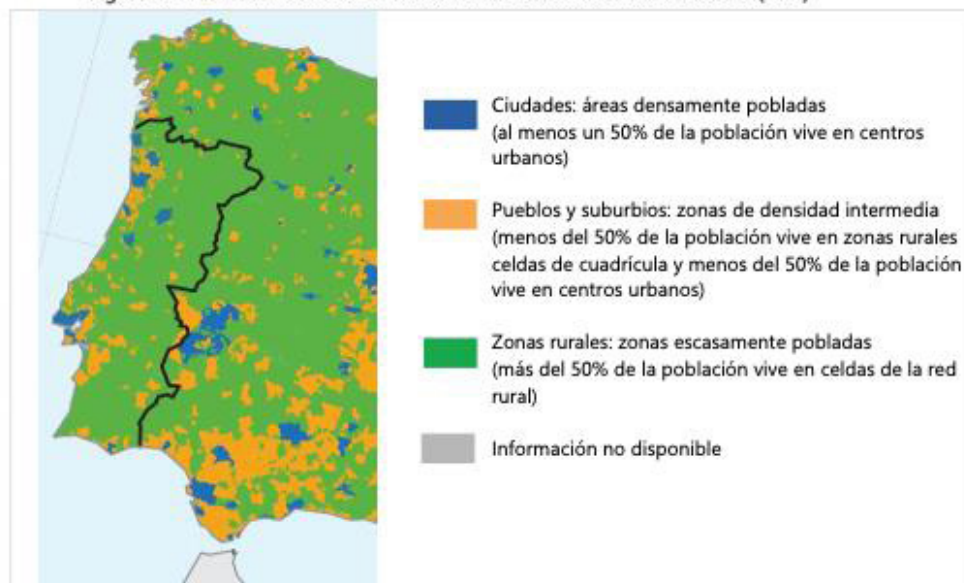 Ciudades: áreas densamente pobladas
(al menos un 50% de la población vive en centros
urbanos)
Pueblos y suburbios: zonas de densidad intermedia
(menos del 50% de la población vive en zonas rurales
celdas de cuadrícula y menos del 50% de la población
vive en centros urbanos)
Zonas rurales: zonas escasamente pobladas
(más del 50% de la población vive en celdas de la red
rural)
Información no disponible